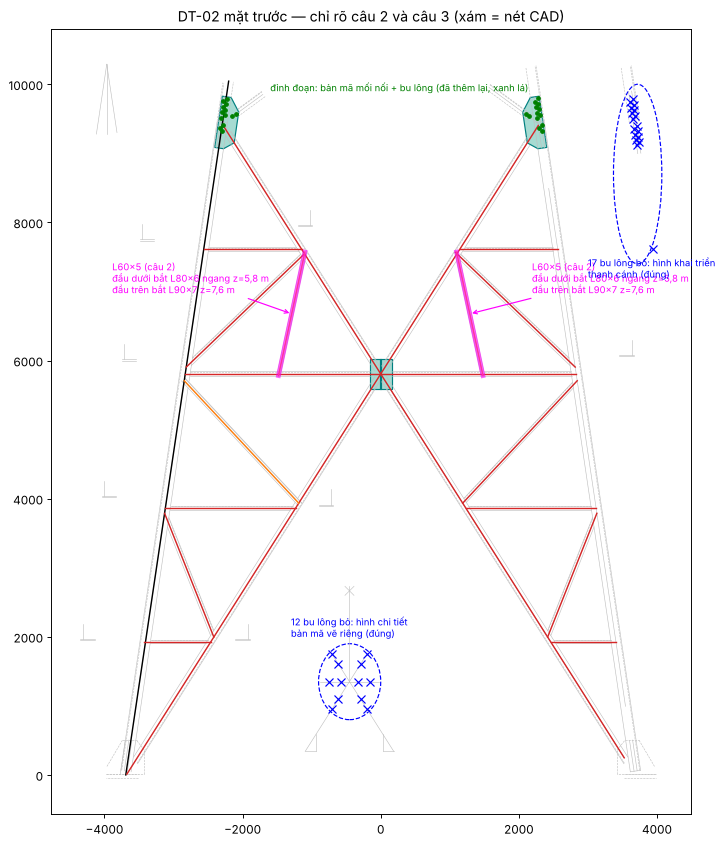 DT-02 mặt trước — chỉ rõ câu 2 và câu 3 (xám = nét CAD)
đỉnh đoạn: bản mã mối nối + bu lông (đã thêm lại, xanh lá)
10000
8000
6000
4000
2000
0
L60×5 (câu 2)
đầu dưới bắt L80×6 ngang z=5,8 m
đầu trên bắt L90×7 z=7,6 m
L60×5 (câu 2)
đầu dưới bắt L80×6 ngang z=5,8 m
đầu trên bắt L90×7 z=7,6 m
17 bu lông bỏ: hình khai triển
thanh cánh (đúng)
12 bu lông bỏ: hình chi tiết
bản mã vẽ riêng (đúng)
−4000
−2000
0
2000
4000